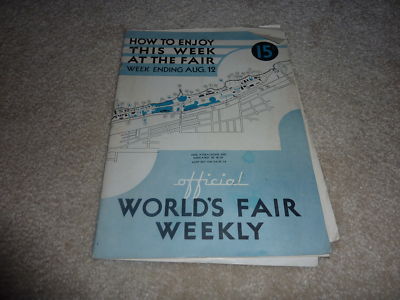 HOW TO ENJOY
THIS WEEK
AT THE FAIR
WEEK ENDING AUG. 12
15
official
WORLD'S FAIR
WEEKLY